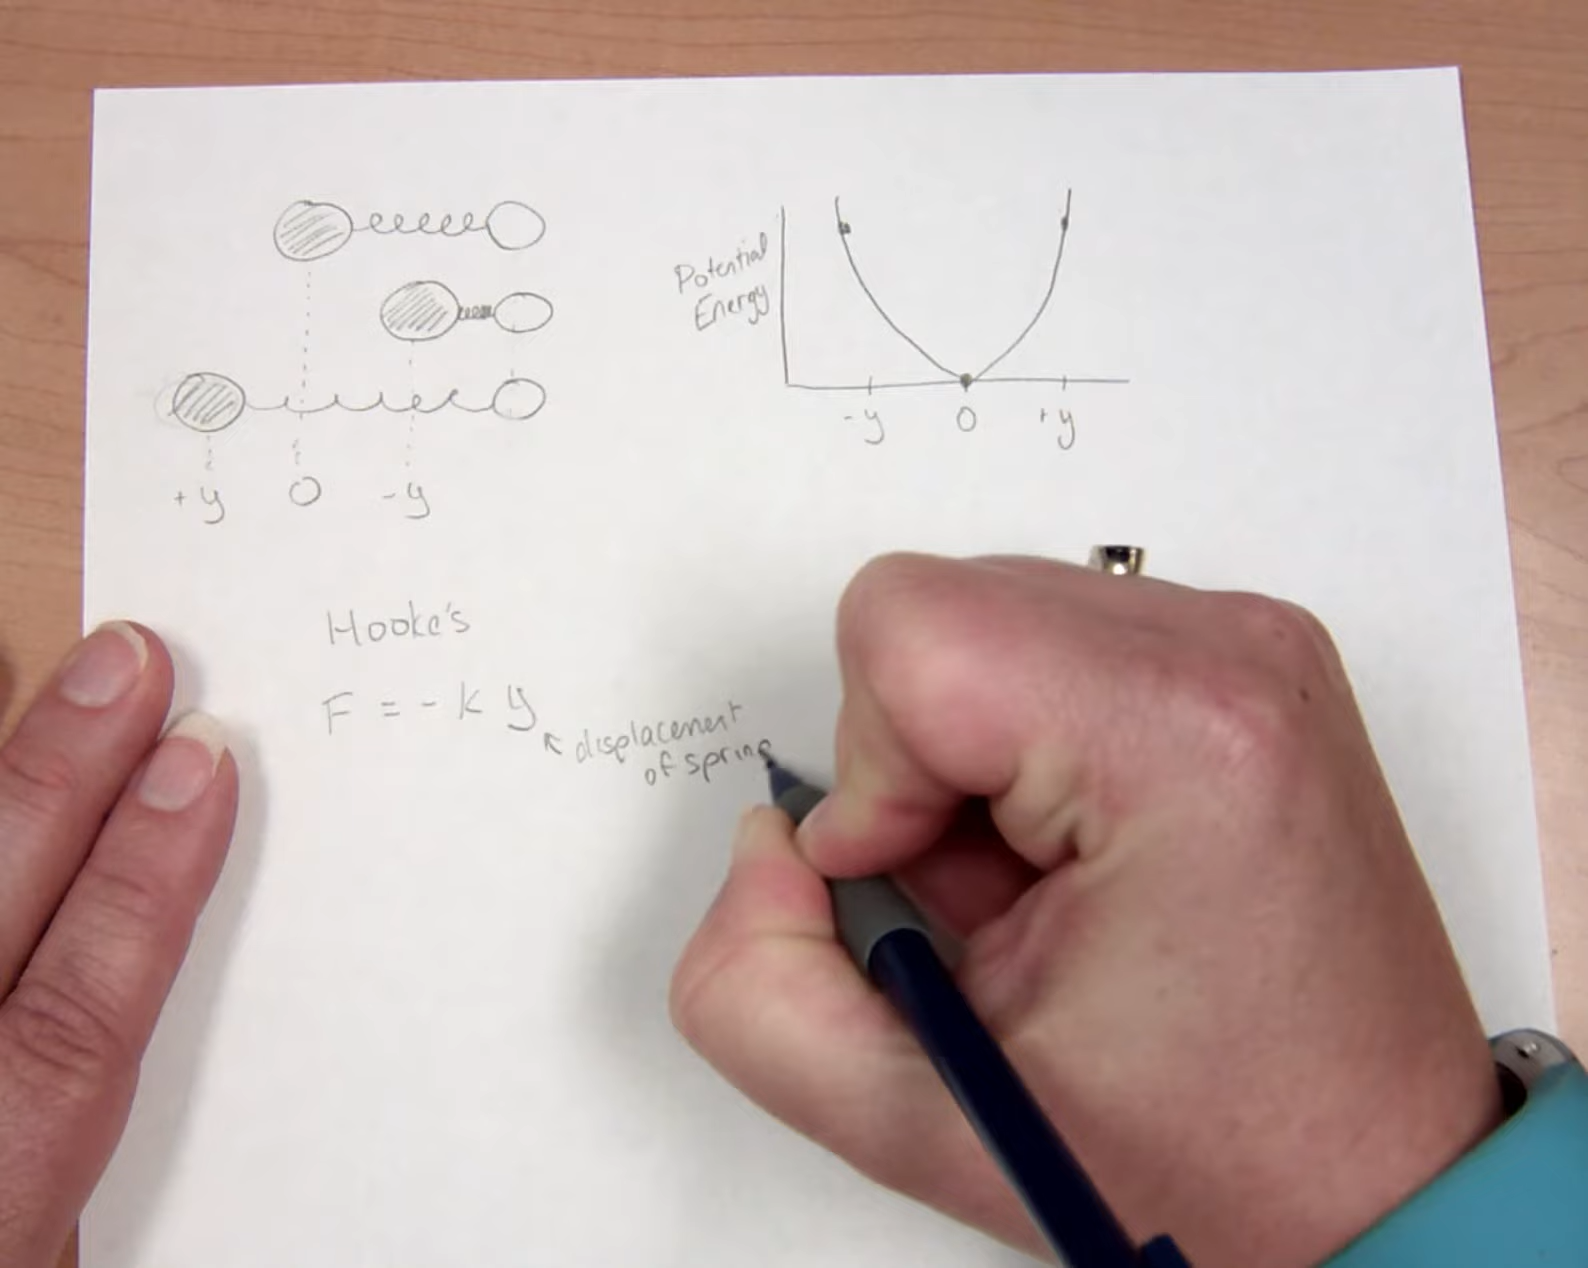 Potential
Energy
-y 0 +y
+y 0 -y
Hooke's
F = - k y
displacement
of spring